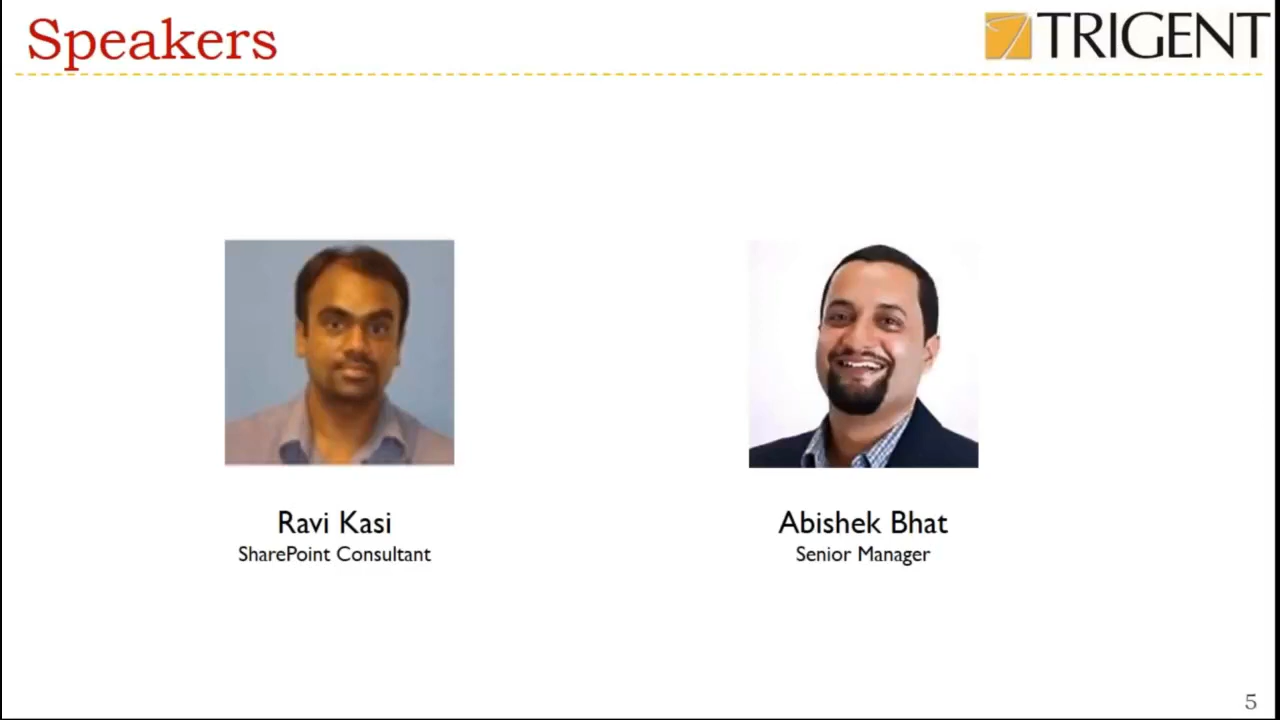 Speakers
TRIGENT
Ravi Kasi
SharePoint Consultant
Abishek Bhat
Senior Manager
5